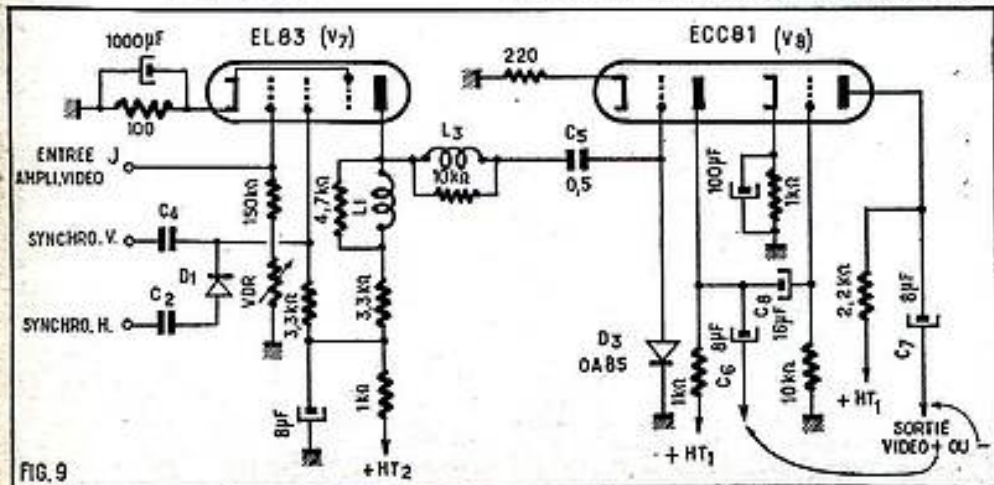 1000µF
EL83 (V7)
ECC81 (V8)
220
100
ENTREE J
AMPLI,VIDEO
150kΩ
4,7kΩ
L1
L3
10kΩ
C5
0,5
100µF
1kΩ
SYNCHRO.V.
C4
D1
VDR
3,3kΩ
3,3kΩ
C2
SYNCHRO.H.
8µF
1kΩ
+HT2
D3
OA85
1kΩ
+HT1
8µF
C6
C8
16µF
10kΩ
2,2kΩ
+HT1
8µF
C7
SORTIE
VIDEO + OU -
FIG. 9